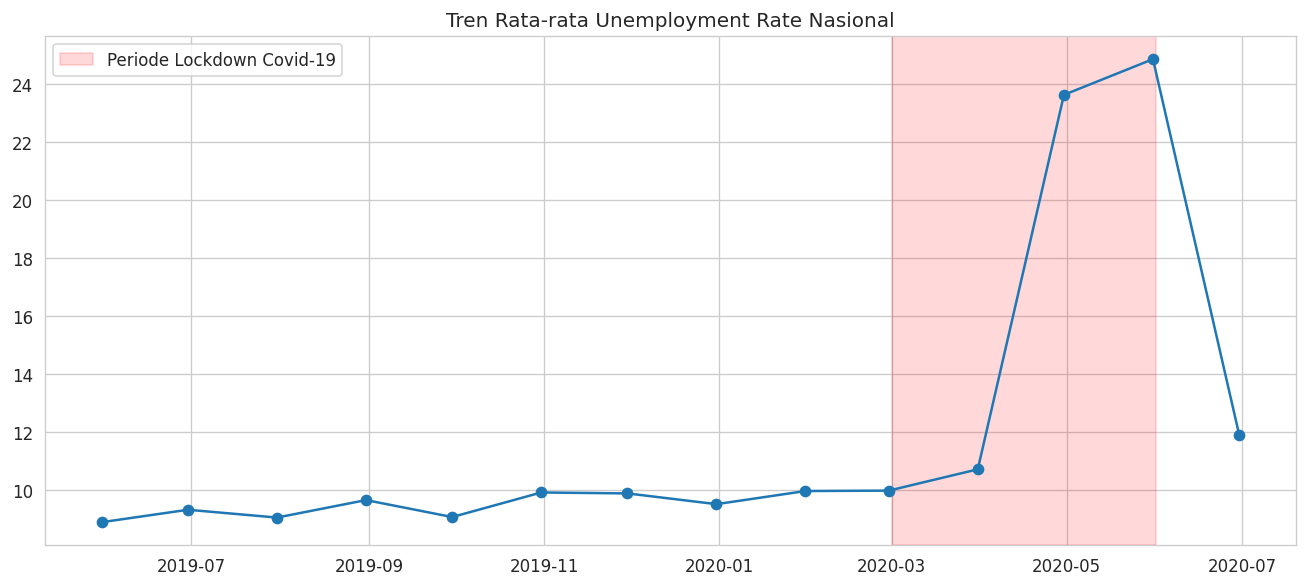 Tren Rata-rata Unemployment Rate Nasional
Periode Lockdown Covid-19
24
22
20
18
16
14
12
10
2019-07 2019-09 2019-11 2020-01 2020-03 2020-05 2020-07